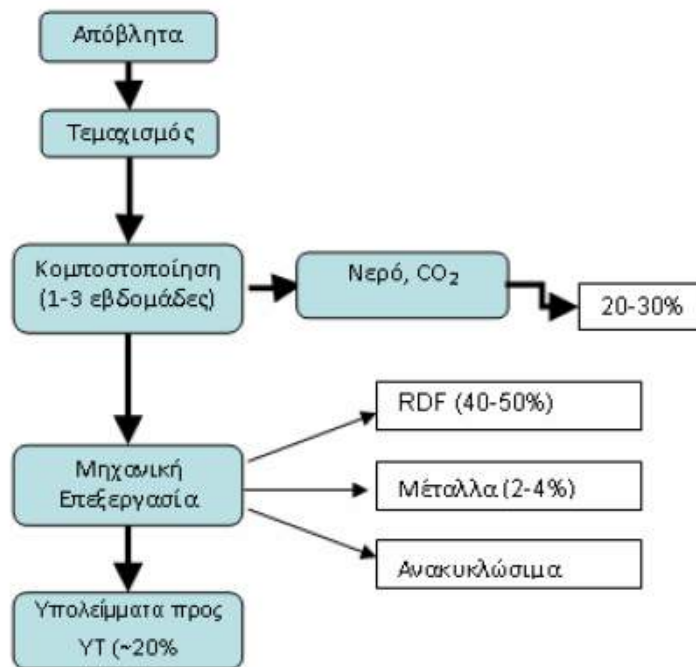 Απόβλητα
Τεμαχισμός
Κομποστοποίηση
(1-3 εβδομάδες)
Νερό, CO₂
20-30%
RDF (40-50%)
Μηχανική
Επεξεργασία
Μέταλλα (2-4%)
Ανακυκλώσιμα
Υπολείμματα προς
ΥΤ (~20%